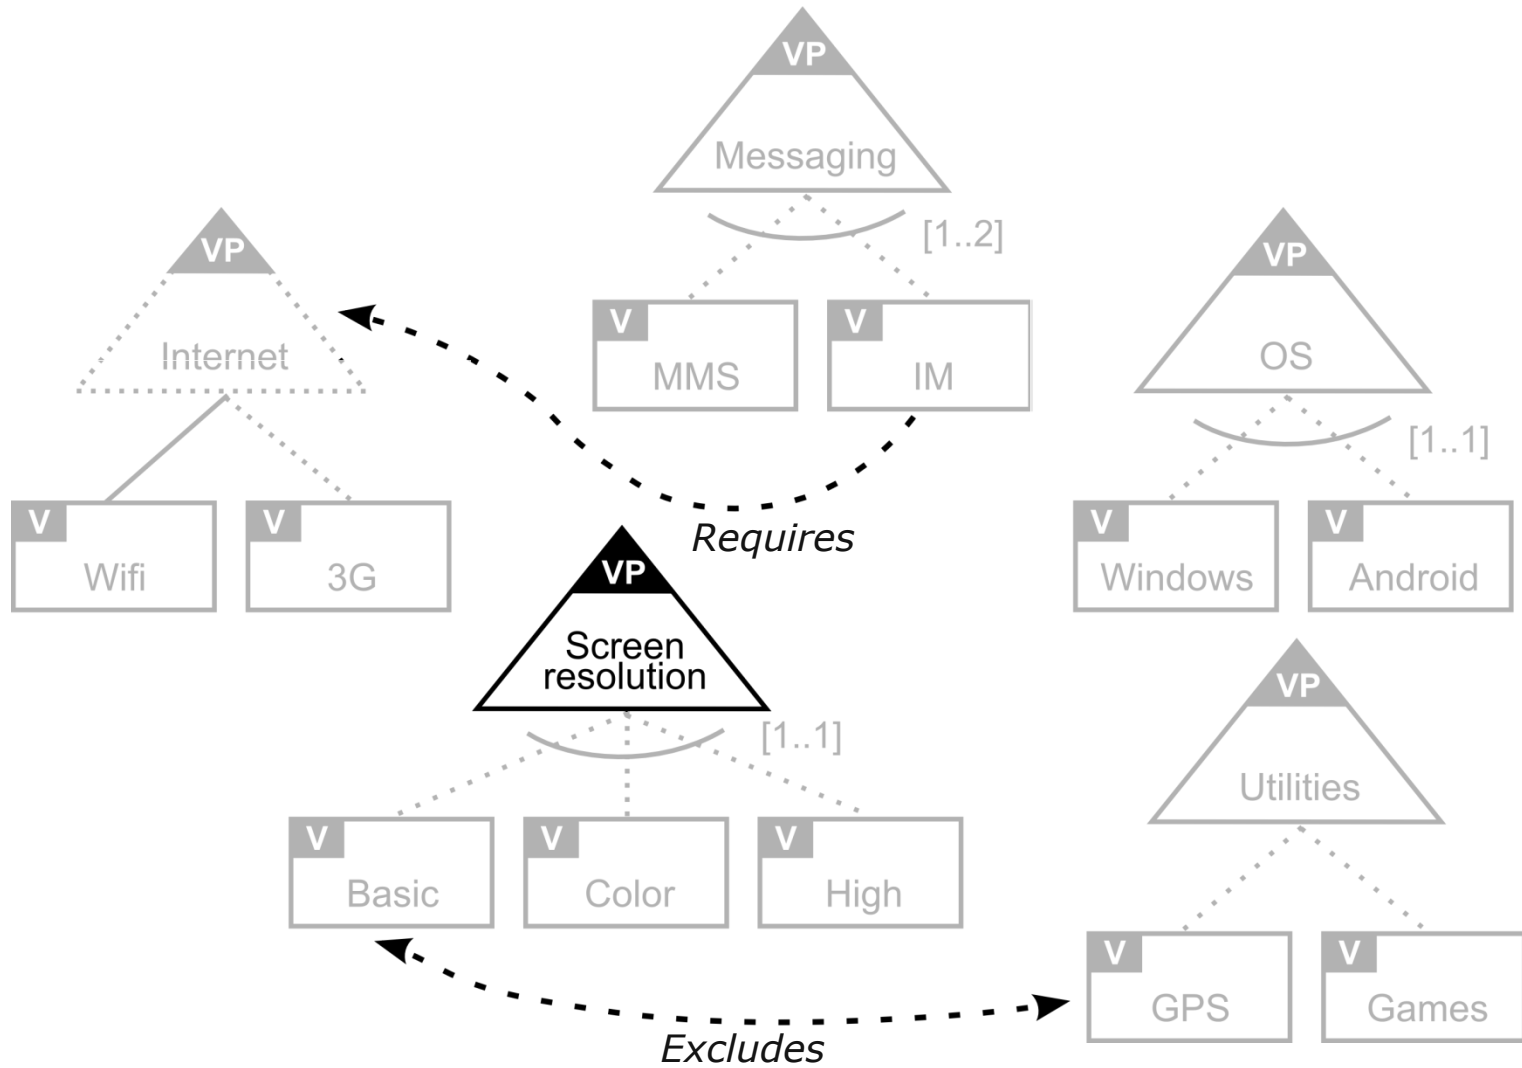 VP
Messaging
[1..2]
V
MMS
V
IM
VP
Internet
V
Wifi
V
3G
Requires
VP
OS
[1..1]
V
Windows
V
Android
VP
Screen
resolution
[1..1]
V
Basic
V
Color
V
High
VP
Utilities
V
GPS
V
Games
Excludes